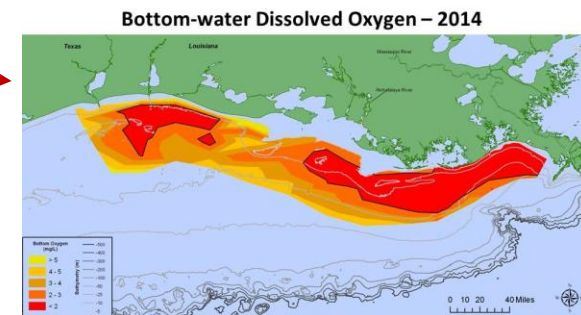 Bottom-water Dissolved Oxygen – 2014
Texas
Louisiana
Mississippi River
Atchafalaya River
Bottom Oxygen
(mg/L)
> 5
4 - 5
3 - 4
2 - 3
< 2
Bathymetry (m)
0 10 20 40 Miles